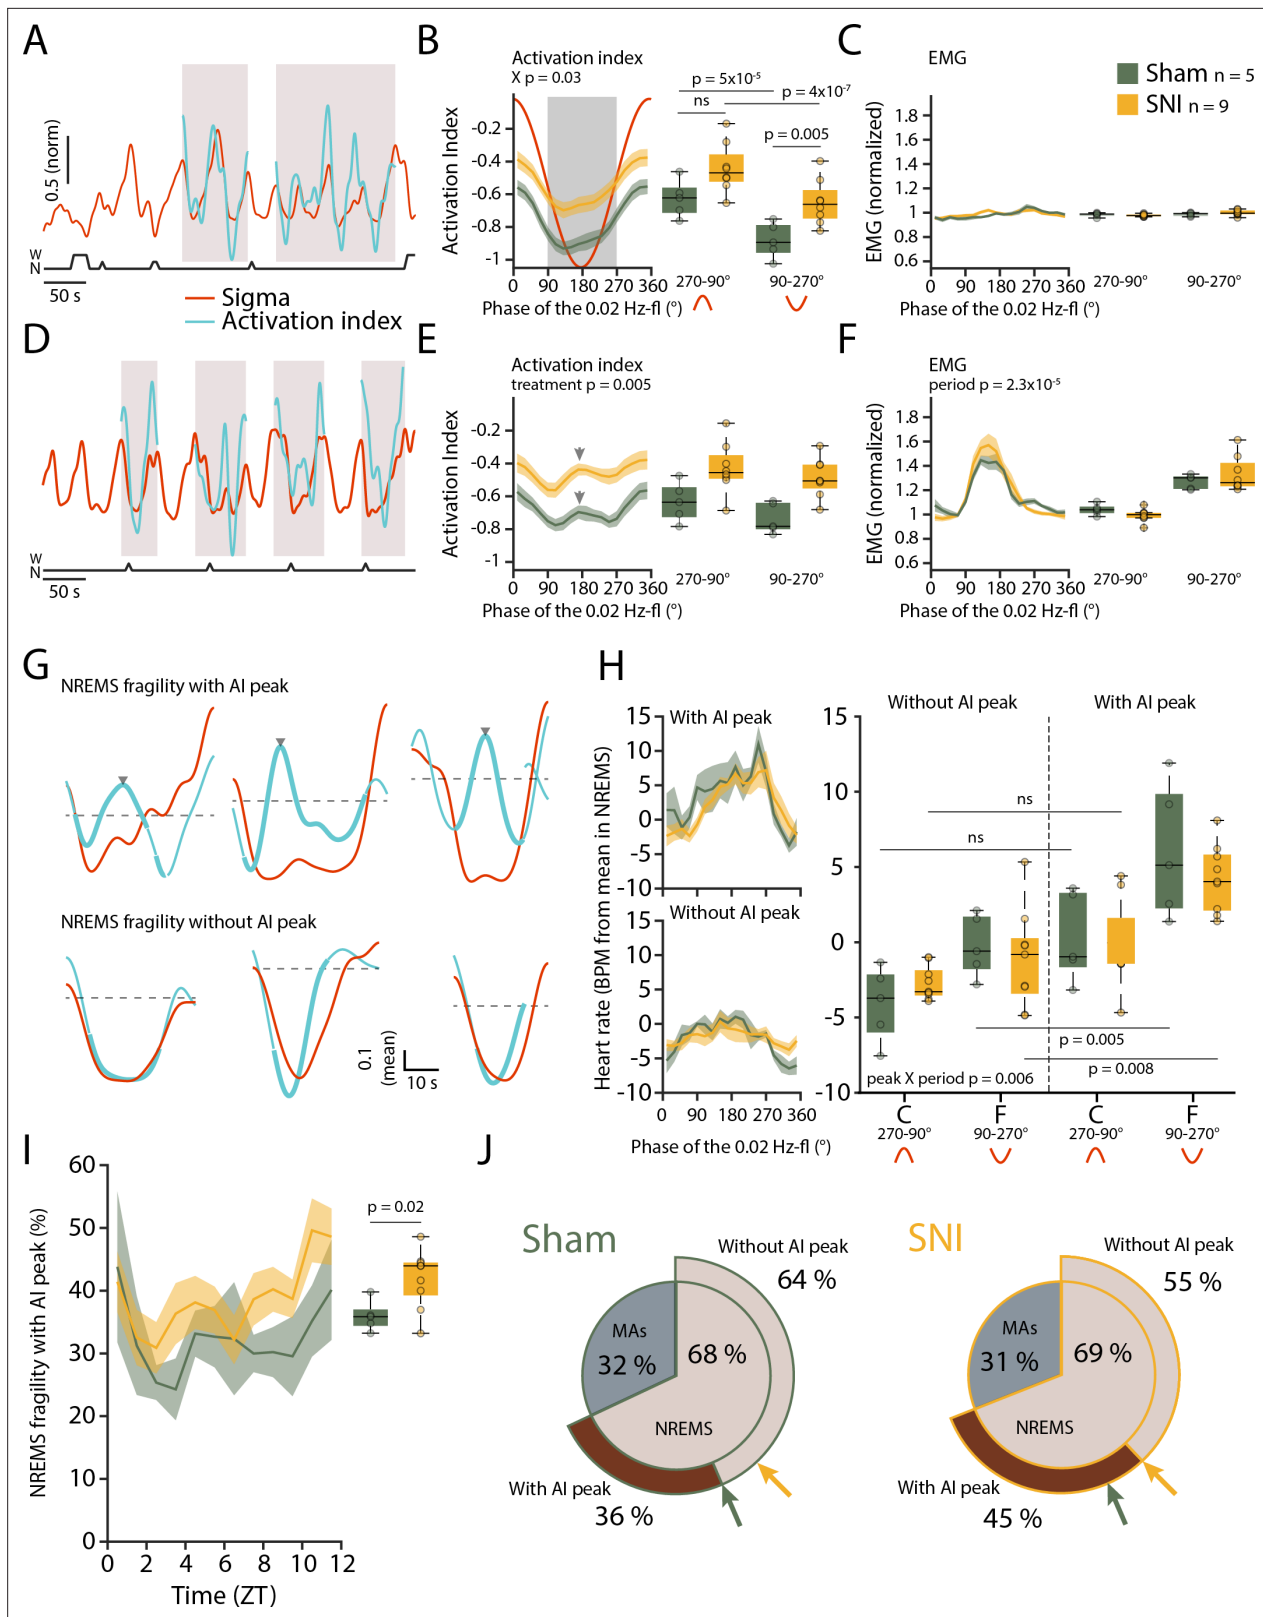 A
0.5 (norm)
W
N
50 s
Sigma
Activation index
B
Activation index
X p = 0.03
p = 5x10-5
p = 4x10-7
ns
p = 0.005
Activation Index
-0.2
-0.4
-0.6
-0.8
-1
0 90 180 270 360
270-90°
90-270°
Phase of the 0.02 Hz-fl (°)
C
EMG
Sham n = 5
SNI n = 9
EMG (normalized)
1.8
1.6
1.4
1.2
1
0.8
0.6
0 90 180 270 360
270-90°
90-270°
Phase of the 0.02 Hz-fl (°)
D
W
N
50 s
E
Activation index
treatment p = 0.005
Activation Index
-0.2
-0.4
-0.6
-0.8
-1
0 90 180 270 360
270-90°
90-270°
Phase of the 0.02 Hz-fl (°)
F
EMG
period p = 2.3x10-5
EMG (normalized)
1.8
1.6
1.4
1.2
1
0.8
0.6
0 90 180 270 360
270-90°
90-270°
Phase of the 0.02 Hz-fl (°)
G
NREMS fragility with AI peak
NREMS fragility without AI peak
0.1
(mean)
10 s
H
Heart rate (BPM from mean in NREMS)
With AI peak
15
10
5
0
-5
-10
Without AI peak
15
10
5
0
-5
-10
0 90 180 270 360
Phase of the 0.02 Hz-fl (°)
Without AI peak
With AI peak
15
10
5
0
-5
-10
ns
ns
p = 0.005
p = 0.008
peak X period p = 0.006
C F C F
270-90° 90-270° 270-90° 90-270°
I
NREMS fragility with AI peak (%)
60
50
40
30
20
10
0
0 2 4 6 8 10 12
Time (ZT)
p = 0.02
J
Sham
Without AI peak
64 %
MAs
32 %
68 %
NREMS
With AI peak
36 %
SNI
Without AI peak
55 %
MAs
31 %
69 %
NREMS
With AI peak
45 %